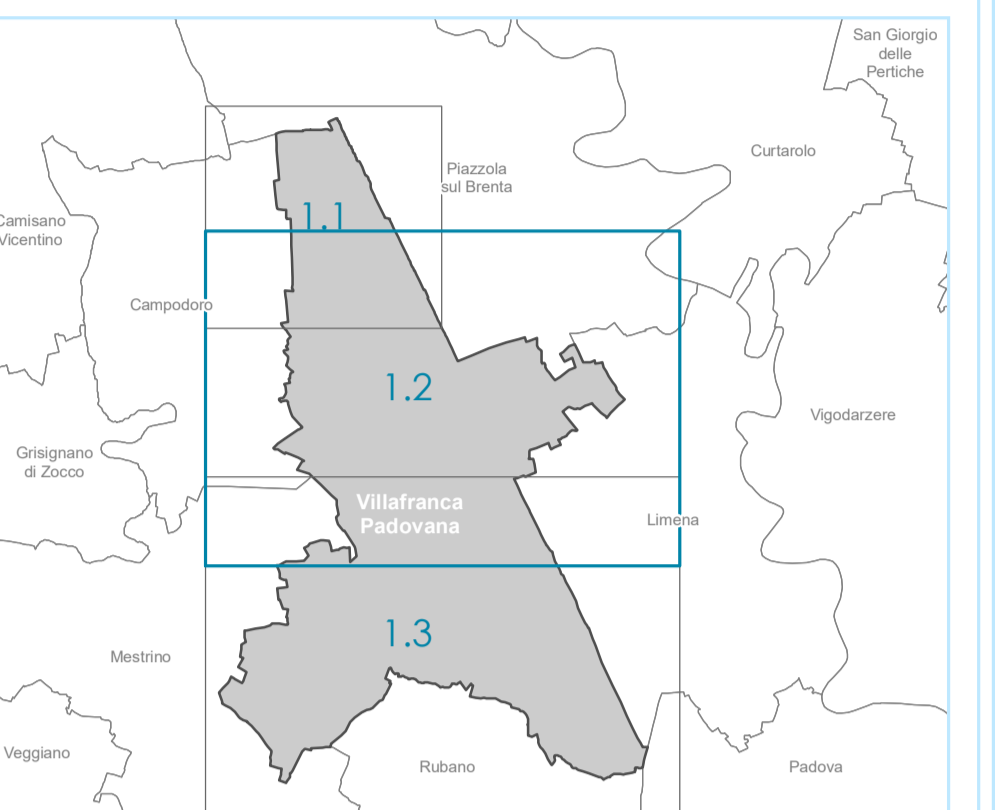 San Giorgio
delle
Pertiche
Curtarolo
Piazzola
sul Brenta
Camisano
Vicentino
1.1
Campodoro
1.2
Vigodarzere
Grisignano
di Zocco
Villafranca
Padovana
Limena
1.3
Mestrino
Veggiano
Rubano
Padova